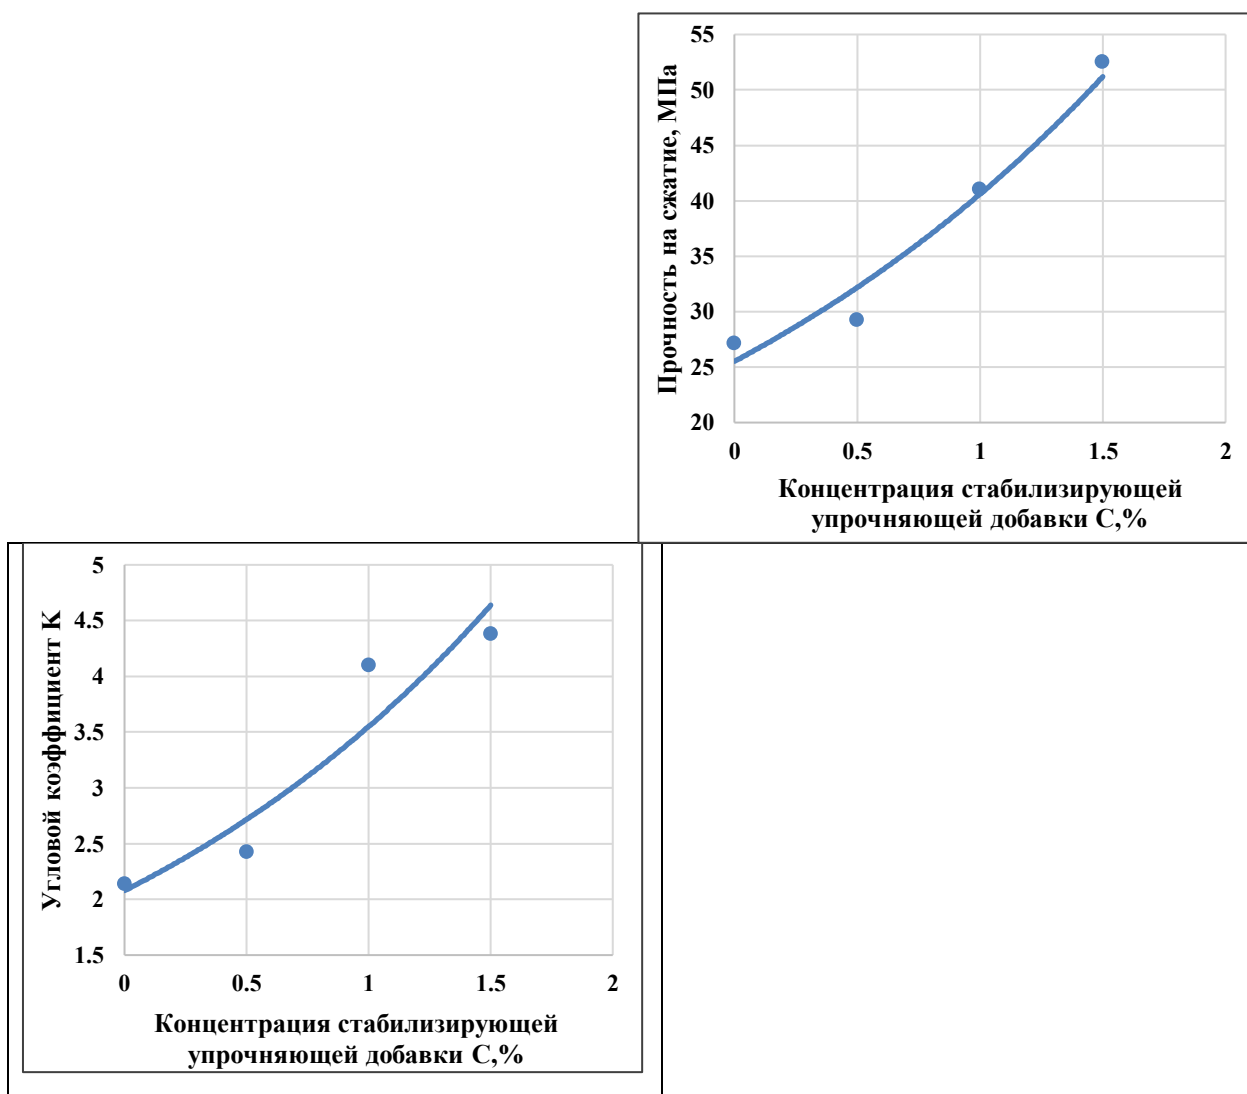 Прочность на сжатие, МПа
55
50
45
40
35
30
25
20
0 0.5 1 1.5 2
Концентрация стабилизирующей
упрочняющей добавки С,%
Угловой коэффициент К
5
4.5
4
3.5
3
2.5
2
1.5
0 0.5 1 1.5 2
Концентрация стабилизирующей
упрочняющей добавки С,%